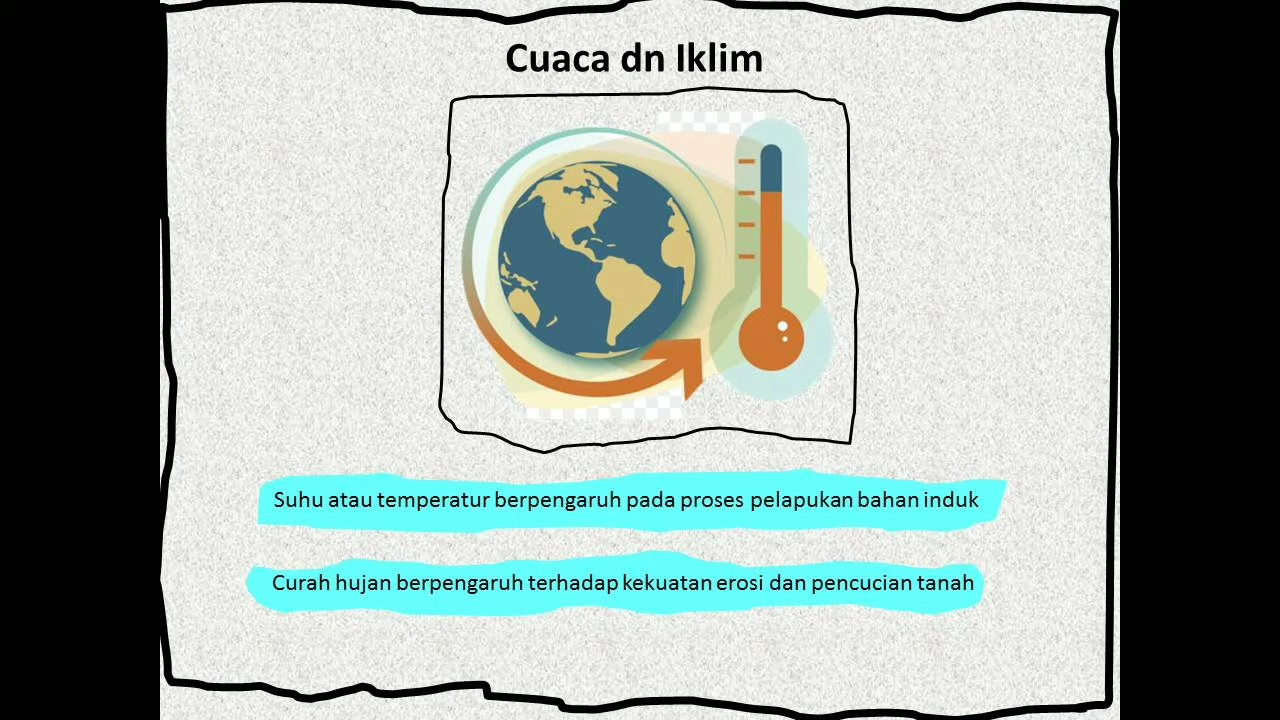 Cuaca dn Iklim
Suhu atau temperatur berpengaruh pada proses pelapukan bahan induk
Curah hujan berpengaruh terhadap kekuatan erosi dan pencucian tanah